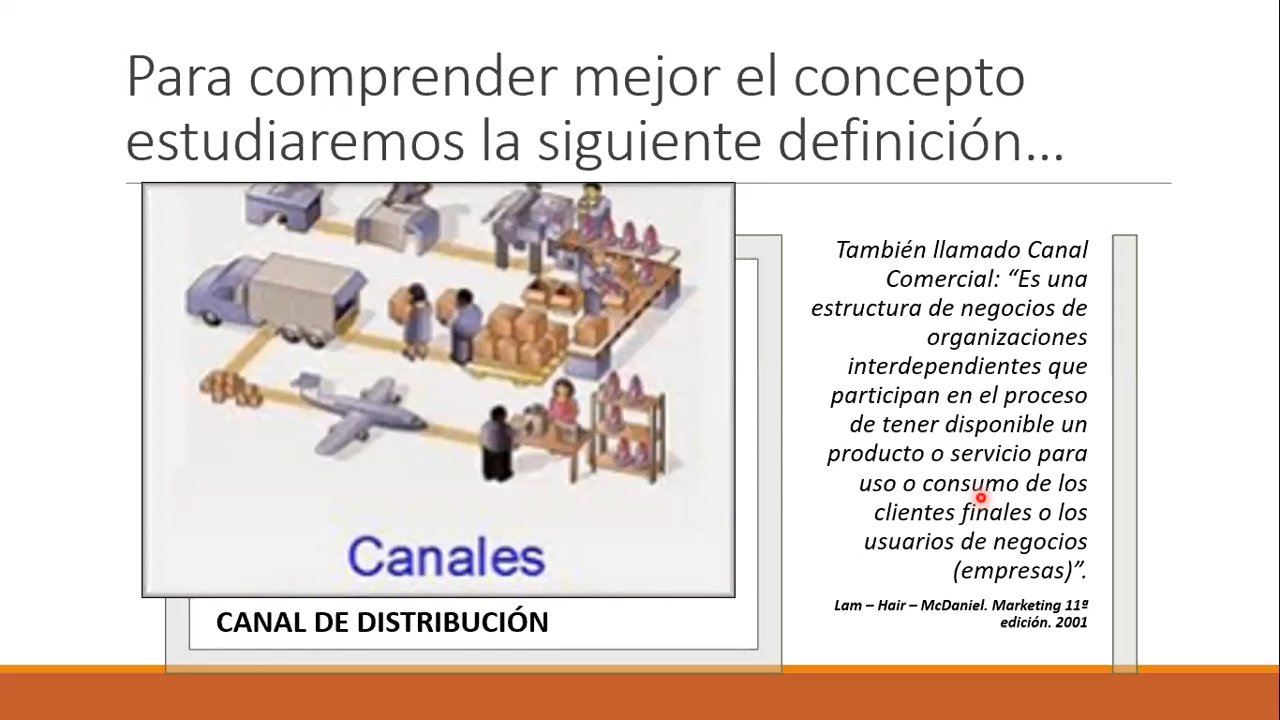 Para comprender mejor el concepto
estudiaremos la siguiente definición...
Canales
CANAL DE DISTRIBUCIÓN
También llamado Canal
Comercial: “Es una
estructura de negocios de
organizaciones
interdependientes que
participan en el proceso
de tener disponible un
producto o servicio para
uso o consumo de los
clientes finales o los
usuarios de negocios
(empresas)”.
Lam – Hair – McDaniel. Marketing 11ª
edición. 2001